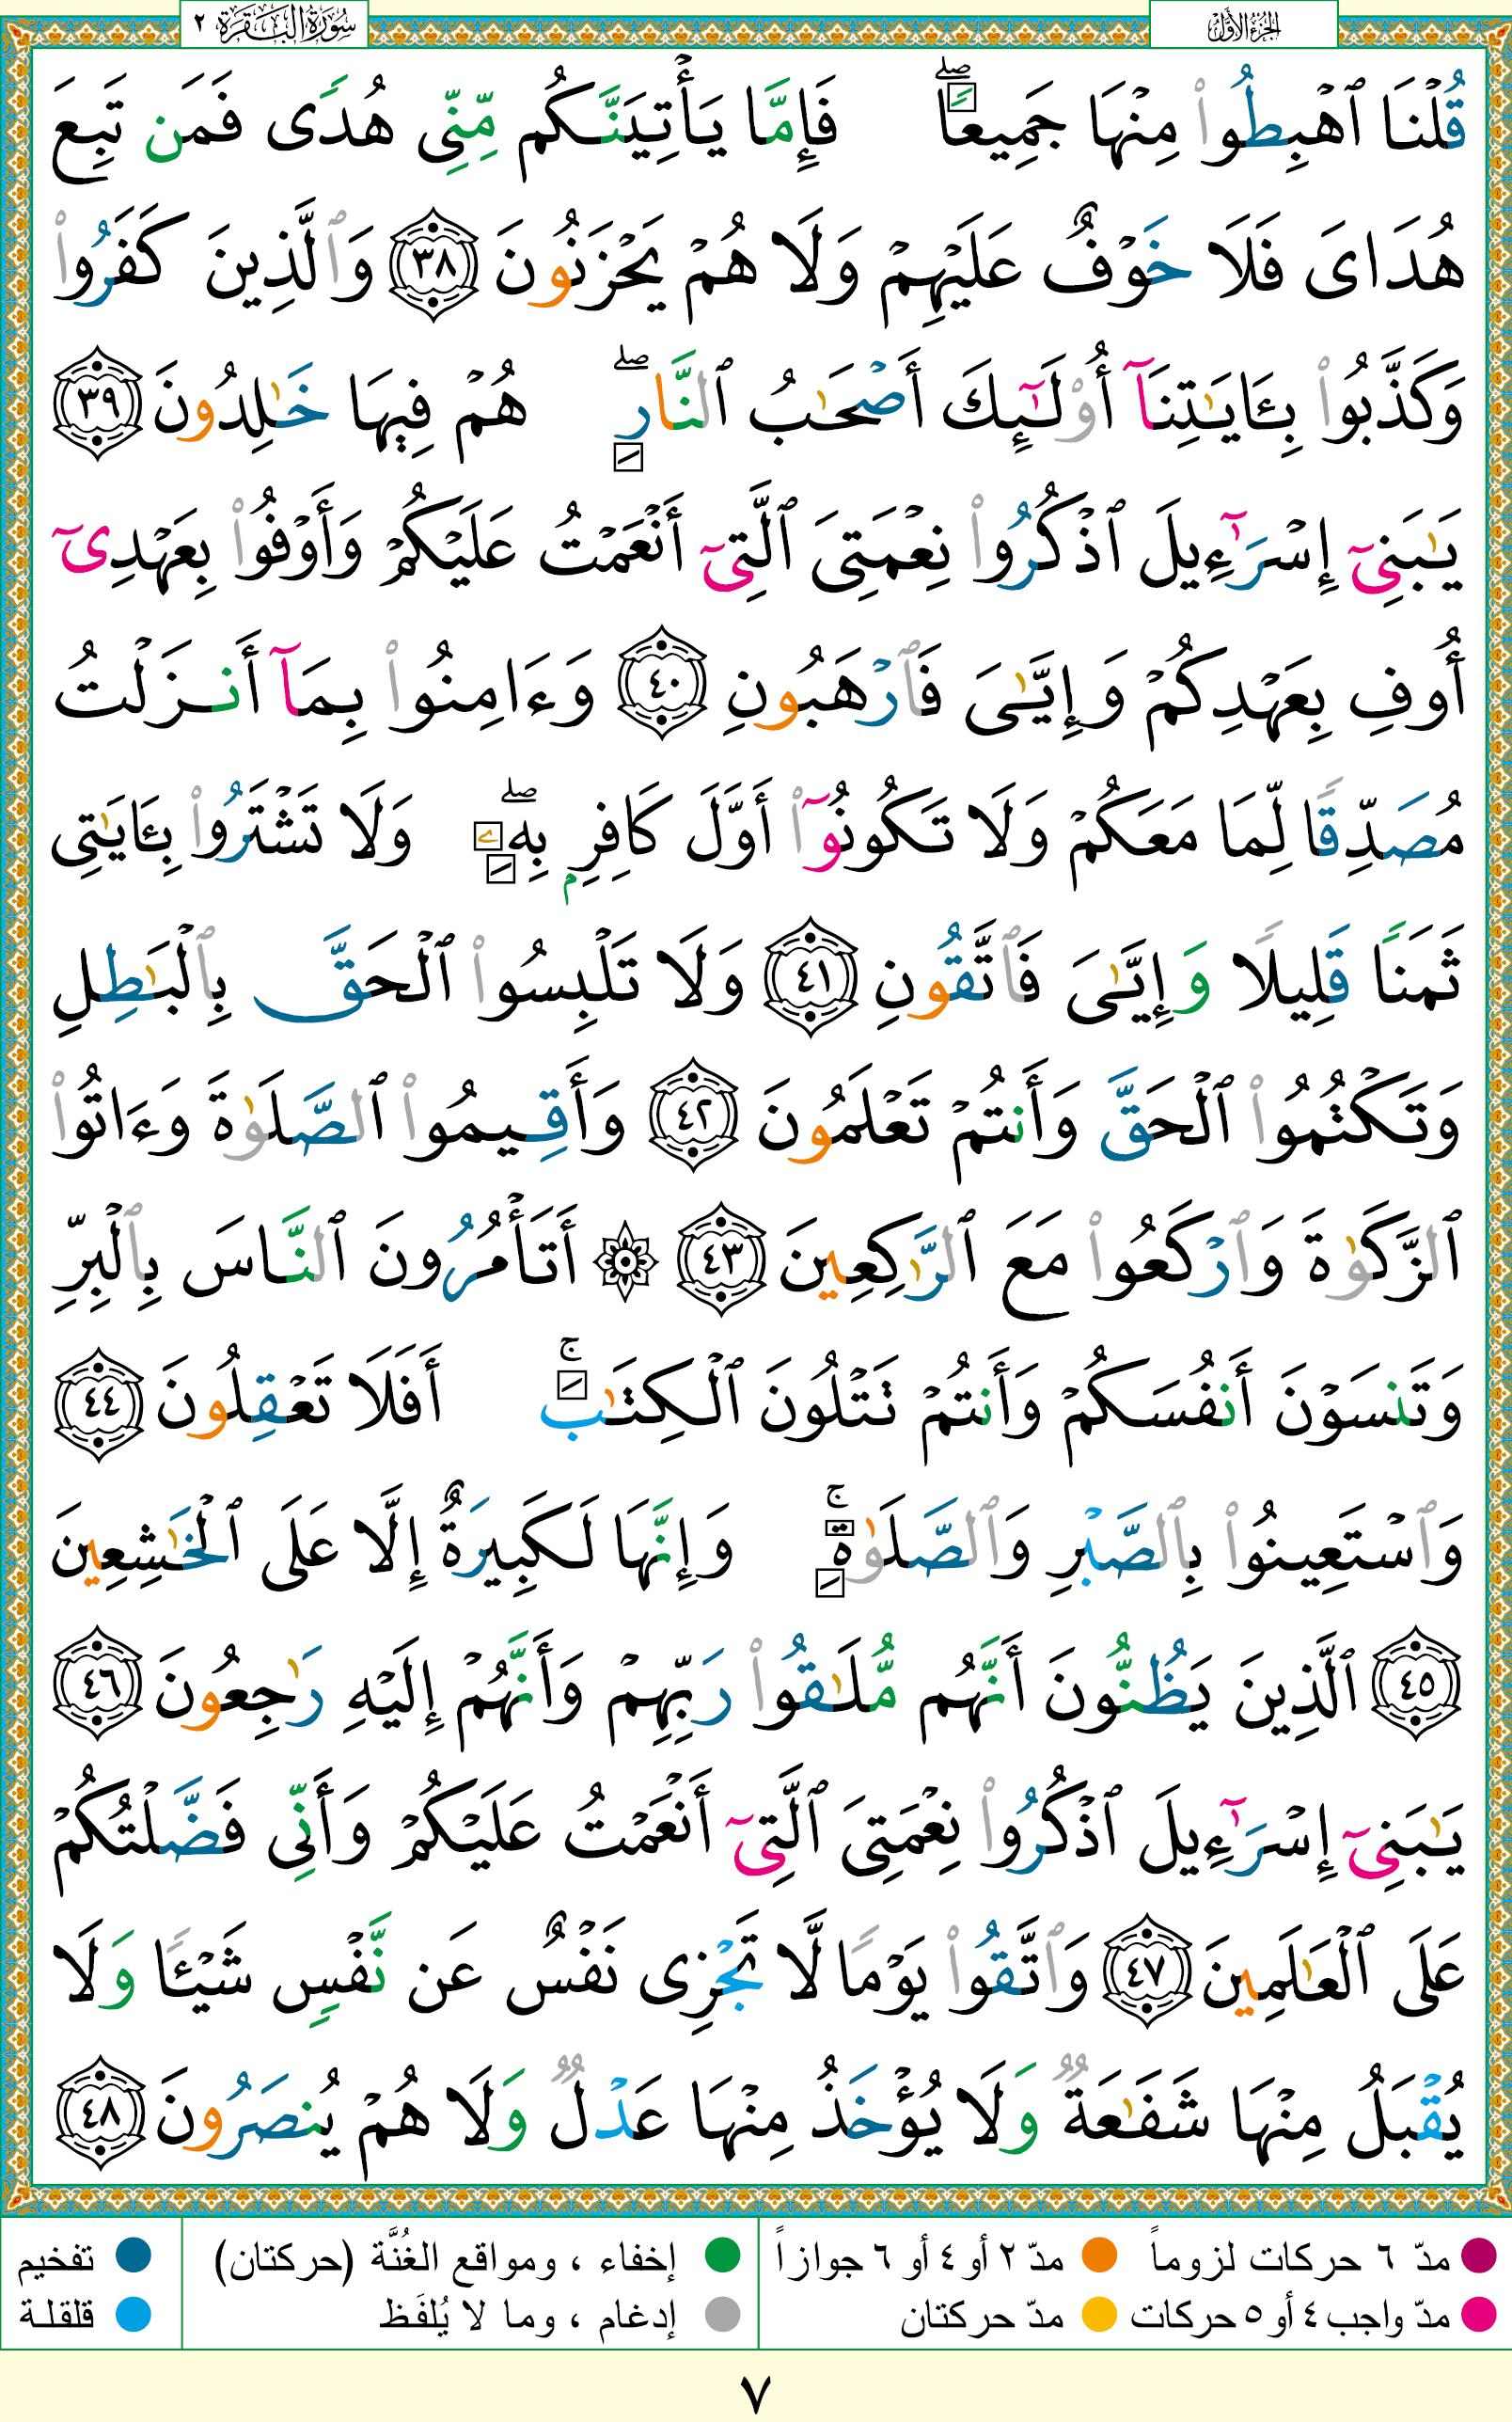 الجزء الأول
سورة البقرة ٢
قُلْنَا ٱهْبِطُوا۟ مِنْهَا جَمِيعًاۖ فَإِمَّا يَأْتِيَنَّكُم مِّنِّى هُدًى فَمَن تَبِعَ
هُدَاىَ فَلَا خَوْفٌ عَلَيْهِمْ وَلَا هُمْ يَحْزَنُونَ ٣٨ وَٱلَّذِينَ كَفَرُوا۟
وَكَذَّبُوا۟ بِـَٔايَـٰتِنَآ أُو۟لَـٰٓئِكَ أَصْحَـٰبُ ٱلنَّارِۖ هُمْ فِيهَا خَـٰلِدُونَ ٣٩
يَـٰبَنِىٓ إِسْرَٰٓءِيلَ ٱذْكُرُوا۟ نِعْمَتِىَ ٱلَّتِىٓ أَنْعَمْتُ عَلَيْكُمْ وَأَوْفُوا۟ بِعَهْدِىٓ
أُوفِ بِعَهْدِكُمْ وَإِيَّـٰىَ فَٱرْهَبُونِ ٤٠ وَءَامِنُوا۟ بِمَآ أَنزَلْتُ
مُصَدِّقًا لِّمَا مَعَكُمْ وَلَا تَكُونُوٓا۟ أَوَّلَ كَافِرِۭ بِهِۦۖ وَلَا تَشْتَرُوا۟ بِـَٔايَـٰتِى
ثَمَنًا قَلِيلًا وَإِيَّـٰىَ فَٱتَّقُونِ ٤١ وَلَا تَلْبِسُوا۟ ٱلْحَقَّ بِٱلْبَـٰطِلِ
وَتَكْتُمُوا۟ ٱلْحَقَّ وَأَنتُمْ تَعْلَمُونَ ٤٢ وَأَقِيمُوا۟ ٱلصَّلَوٰةَ وَءَاتُوا۟
ٱلزَّكَوٰةَ وَٱرْكَعُوا۟ مَعَ ٱلرَّٰكِعِينَ ٤٣ ۞ أَتَأْمُرُونَ ٱلنَّاسَ بِٱلْبِرِّ
وَتَنسَوْنَ أَنفُسَكُمْ وَأَنتُمْ تَتْلُونَ ٱلْكِتَـٰبَۚ أَفَلَا تَعْقِلُونَ ٤٤
وَٱسْتَعِينُوا۟ بِٱلصَّبْرِ وَٱلصَّلَوٰةِۚ وَإِنَّهَا لَكَبِيرَةٌ إِلَّا عَلَى ٱلْخَـٰشِعِينَ
٤٥ ٱلَّذِينَ يَظُنُّونَ أَنَّهُم مُّلَـٰقُوا۟ رَبِّهِمْ وَأَنَّهُمْ إِلَيْهِ رَٰجِعُونَ ٤٦
يَـٰبَنِىٓ إِسْرَٰٓءِيلَ ٱذْكُرُوا۟ نِعْمَتِىَ ٱلَّتِىٓ أَنْعَمْتُ عَلَيْكُمْ وَأَنِّى فَضَّلْتُكُمْ
عَلَى ٱلْعَـٰلَمِينَ ٤٧ وَٱتَّقُوا۟ يَوْمًا لَّا تَجْزِى نَفْسٌ عَن نَّفْسٍ شَيْـًٔا وَلَا
يُقْبَلُ مِنْهَا شَفَـٰعَةٌ وَلَا يُؤْخَذُ مِنْهَا عَدْلٌ وَلَا هُمْ يُنصَرُونَ ٤٨
مدّ ٦ حركات لزوماً مدّ ٢ أو ٤ أو ٦ جوازاً إخفاء ، ومواقع الغُنَّة (حركتان) تفخيم
مدّ واجب ٤ أو ٥ حركات مدّ حركتان إدغام ، وما لا يُلفَظ قلقلة
٧